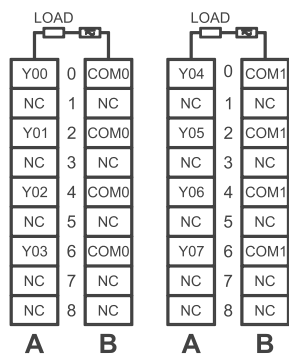 LOAD LOAD
Y00 0 COM0 Y04 0 COM1
NC 1 NC NC 1 NC
Y01 2 COM0 Y05 2 COM1
NC 3 NC NC 3 NC
Y02 4 COM0 Y06 4 COM1
NC 5 NC NC 5 NC
Y03 6 COM0 Y07 6 COM1
NC 7 NC NC 7 NC
NC 8 NC NC 8 NC
A B A B